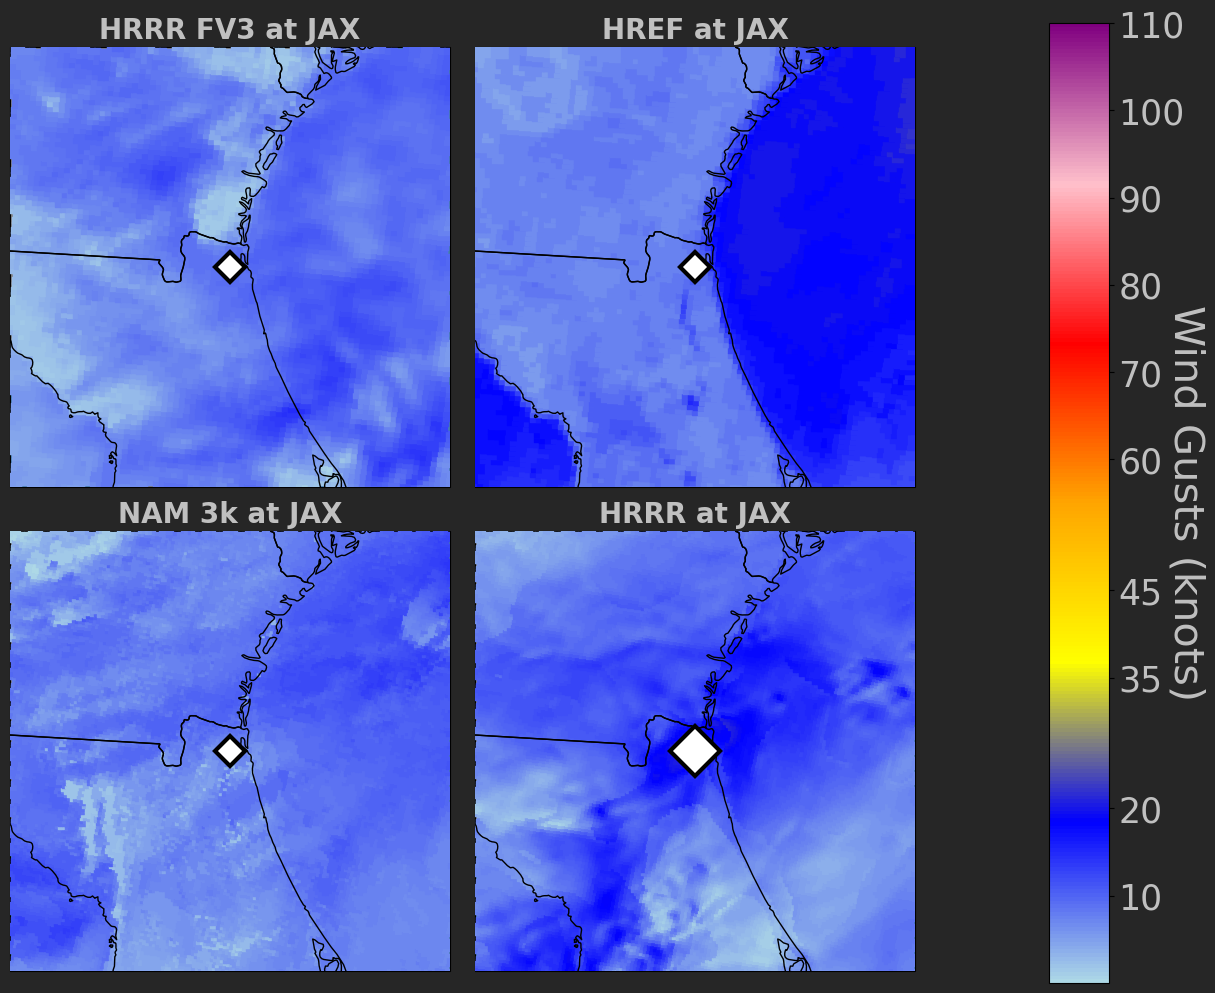 HRRR FV3 at JAX
HREF at JAX
NAM 3k at JAX
HRRR at JAX
110
100
90
80
70
60
45
35
20
10
Wind Gusts (knots)